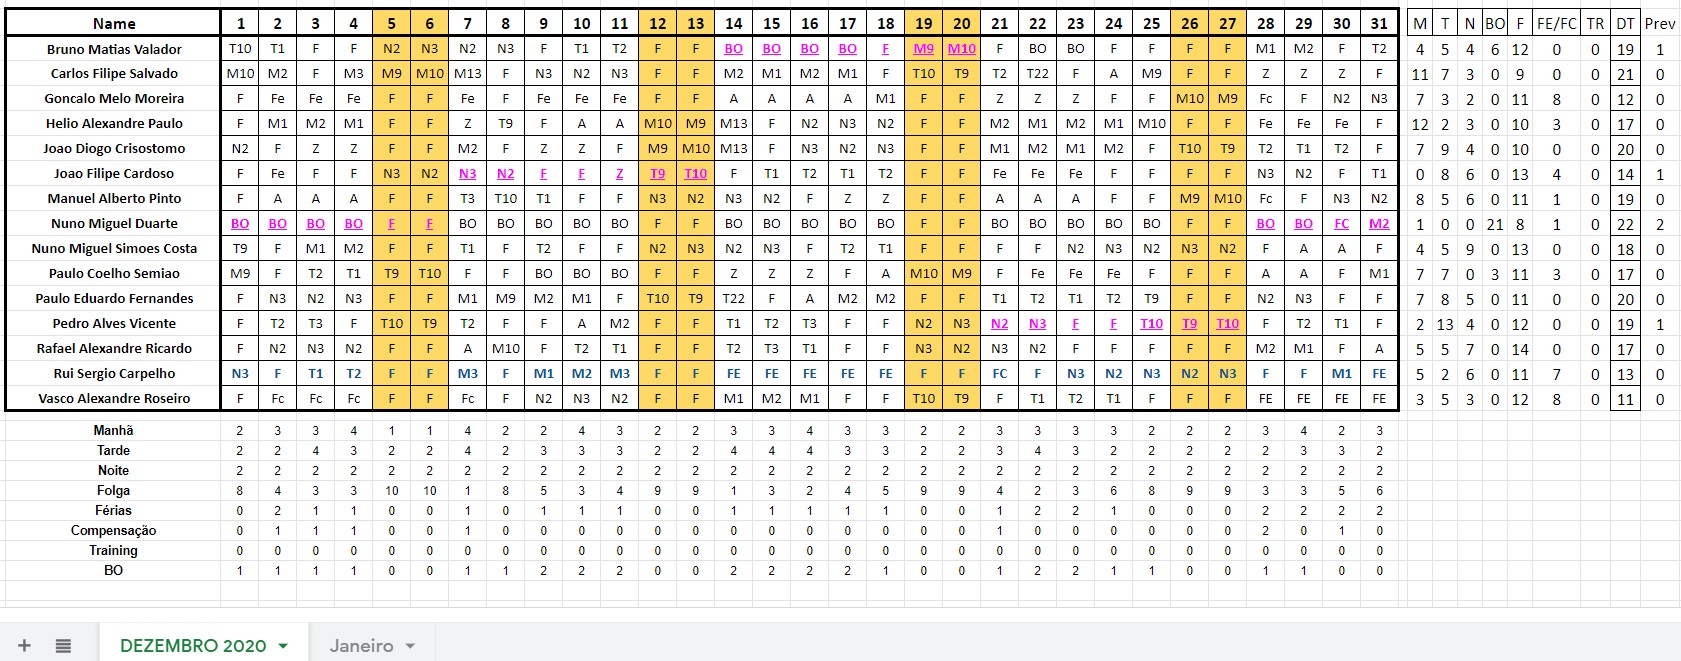 Name 1 2 3 4 5 6 7 8 9 10 11 12 13 14 15 16 17 18 19 20 21 22 23 24 25 26 27 28 29 30 31 M T N BO F FE/FC TR DT Prev
Bruno Matias Valador T10 T1 F F N2 N3 N2 N3 F T1 T2 F F BO BO BO BO F M9 M10 F BO BO F F F F M1 M2 F T2 4 5 4 6 12 0 0 19 1
Carlos Filipe Salvado M10 M2 F M3 M9 M10 M13 F N3 N2 N3 F F M2 M1 M2 M1 F T10 T9 T2 T22 F A M9 F F Z Z Z F 11 7 3 0 9 0 0 21 0
Goncalo Melo Moreira F Fe Fe Fe F F Fe F Fe Fe Fe F F A A A A M1 F F Z Z Z F F M10 M9 Fc F N2 N3 7 3 2 0 11 8 0 12 0
Helio Alexandre Paulo F M1 M2 M1 F F Z T9 F A A M10 M9 M13 F N2 N3 N2 F F M2 M1 M2 M1 M10 F F Fe Fe Fe F 12 2 3 0 10 3 0 17 0
Joao Diogo Crisostomo N2 F Z Z F F M2 F Z Z F M9 M10 M13 F N3 N2 N3 F F M1 M2 M1 M2 F T10 T9 T2 T1 T2 F 7 9 4 0 10 0 0 20 0
Joao Filipe Cardoso F Fe F F N3 N2 N3 N2 F F Z T9 T10 F T1 T2 T1 T2 F F Fe Fe Fe F F F F N3 N2 F T1 0 8 6 0 13 4 0 14 1
Manuel Alberto Pinto F A A A F F T3 T10 T1 F F N3 N2 N3 N2 F Z Z F F A A A F F M9 M10 Fc F N3 N2 8 5 6 0 11 1 0 19 0
Nuno Miguel Duarte BO BO BO BO F F BO BO BO BO BO F F BO BO BO BO BO F F BO BO BO BO BO F F BO BO FC M2 1 0 0 21 8 1 0 22 2
Nuno Miguel Simoes Costa T9 F M1 M2 F F T1 F T2 F F N2 N3 N2 N3 F T2 T1 F F F F N2 N3 N2 N3 N2 F A A F 4 5 9 0 13 0 0 18 0
Paulo Coelho Semiao M9 F T2 T1 T9 T10 F F BO BO BO F F Z Z Z F A M10 M9 F Fe Fe Fe F F F A A F M1 7 7 0 3 11 3 0 17 0
Paulo Eduardo Fernandes F N3 N2 N3 F F M1 M9 M2 M1 F T10 T9 T22 F A M2 M2 F F T1 T2 T1 T2 T9 F F N2 N3 F F 7 8 5 0 11 0 0 20 0
Pedro Alves Vicente F T2 T3 F T10 T9 T2 F F A M2 F F T1 T2 T3 F F N2 N3 N2 N3 F F T10 T9 T10 F T2 T1 F 2 13 4 0 12 0 0 19 1
Rafael Alexandre Ricardo F N2 N3 N2 F F A M10 F T2 T1 F F T2 T3 T1 F F N3 N2 N3 N2 F F F F F M2 M1 F A 5 5 7 0 14 0 0 17 0
Rui Sergio Carpelho N3 F T1 T2 F F M3 F M1 M2 M3 F F FE FE FE FE FE F F FC F N3 N2 N3 N2 N3 F F M1 FE 5 2 6 0 11 7 0 13 0
Vasco Alexandre Roseiro F Fc Fc Fc F F Fc F N2 N3 N2 F F M1 M2 M1 F F T10 T9 F T1 T2 T1 F F F FE FE FE FE 3 5 3 0 12 8 0 11 0
Manhã 2 3 3 4 1 1 4 2 2 4 3 2 2 3 3 4 3 3 2 2 3 3 3 3 2 2 2 3 4 2 3
Tarde 2 2 4 3 2 2 4 2 3 3 3 2 2 4 4 4 3 3 2 2 3 4 3 2 2 2 2 2 3 3 2
Noite 2 2 2 2 2 2 2 2 2 2 2 2 2 2 2 2 2 2 2 2 2 2 2 2 2 2 2 2 2 2 2
Folga 8 4 3 3 10 10 1 8 5 3 4 9 9 1 3 2 4 5 9 9 4 2 3 6 8 9 9 3 3 5 6
Férias 0 2 1 1 0 0 1 0 1 1 1 0 0 1 1 1 1 1 0 0 1 2 2 1 0 0 0 2 2 2 2
Compensação 0 1 1 1 0 0 1 0 0 0 0 0 0 0 0 0 0 0 0 0 1 0 0 0 0 0 0 2 0 1 0
Training 0 0 0 0 0 0 0 0 0 0 0 0 0 0 0 0 0 0 0 0 0 0 0 0 0 0 0 0 0 0 0
BO 1 1 1 1 0 0 1 1 2 2 2 0 0 2 2 2 2 1 0 0 1 2 2 1 1 0 0 1 1 0 0
DEZEMBRO 2020 Janeiro